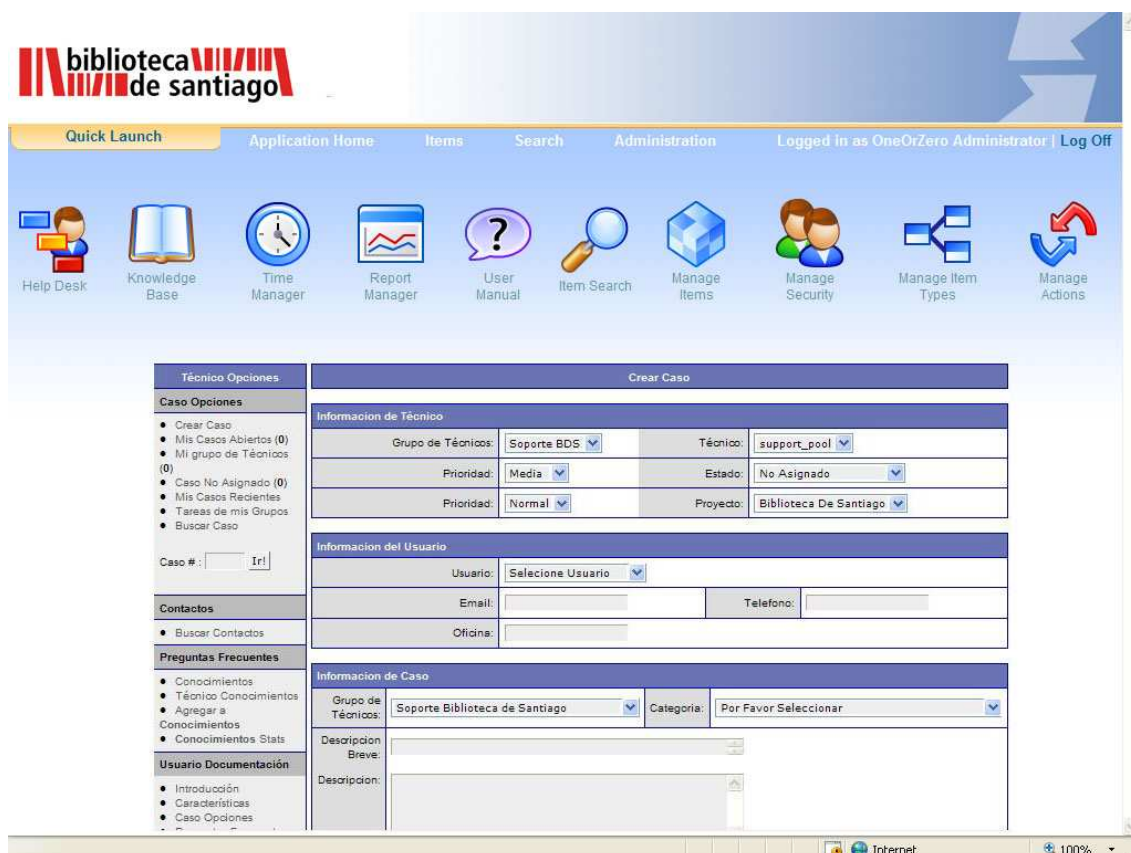 biblioteca
de santiago
Quick Launch
Application Home
Items
Search
Administration
Logged in as OneOrZero Administrator | Log Off
Help Desk
Knowledge
Base
Time
Manager
Report
Manager
User
Manual
Item Search
Manage
Items
Manage
Security
Manage Item
Types
Manage
Actions
Técnico Opciones
Caso Opciones
Crear Caso
Mis Casos Abiertos (0)
Mi grupo de Técnicos
(0)
Caso No Asignado (0)
Mis Casos Recientes
Tareas de mis Grupos
Buscar Caso
Caso # : Ir!
Contactos
Buscar Contactos
Preguntas Frecuentes
Conocimientos
Técnico Conocimientos
Agregar a
Conocimientos
Conocimientos Stats
Usuario Documentación
Introducción
Características
Caso Opciones
Crear Caso
Informacion de Técnico
Grupo de Técnicos: Soporte BDS Técnico: support_pool
Prioridad: Media Estado: No Asignado
Prioridad: Normal Proyecto: Biblioteca De Santiago
Informacion del Usuario
Usuario: Selecione Usuario
Email: Telefono:
Oficina:
Informacion de Caso
Grupo de
Técnicos: Soporte Biblioteca de Santiago Categoria: Por Favor Seleccionar
Descripcion
Breve:
Descripcion:
Internet 100%